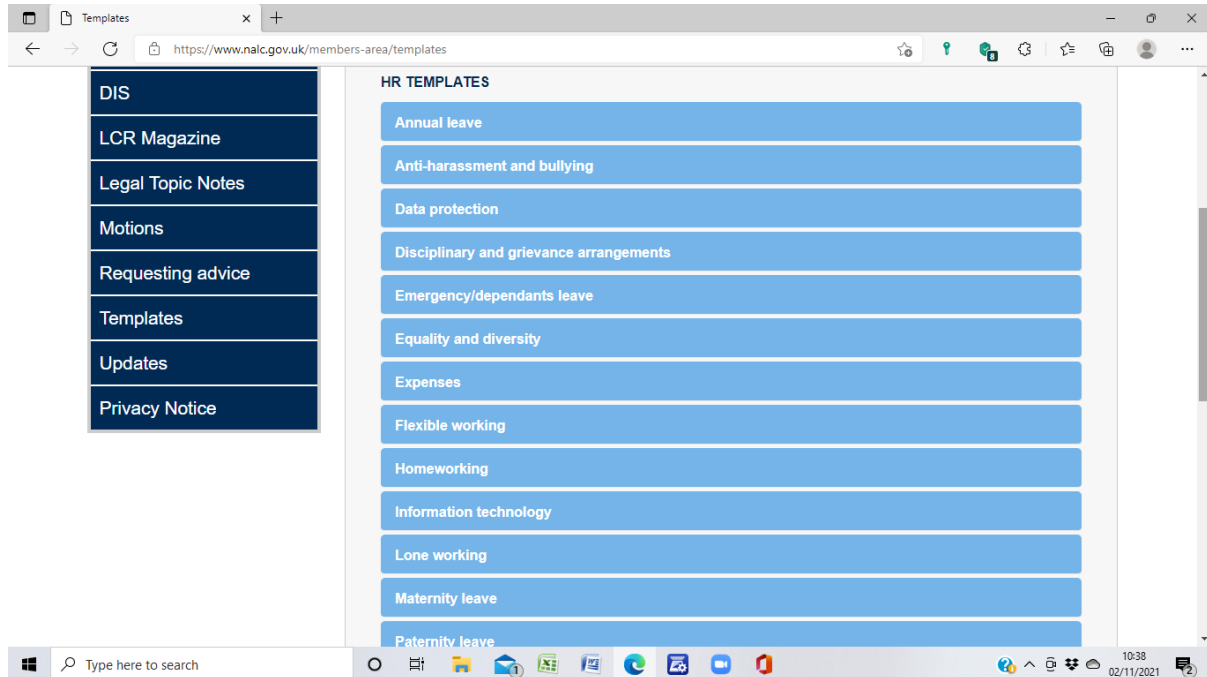 Templates
https://www.nalc.gov.uk/members-area/templates
8
DIS
LCR Magazine
Legal Topic Notes
Motions
Requesting advice
Templates
Updates
Privacy Notice
HR TEMPLATES
Annual leave
Anti-harassment and bullying
Data protection
Disciplinary and grievance arrangements
Emergency/dependants leave
Equality and diversity
Expenses
Flexible working
Homeworking
Information technology
Lone working
Maternity leave
Paternity leave
Type here to search
1
10:38
02/11/2021
2